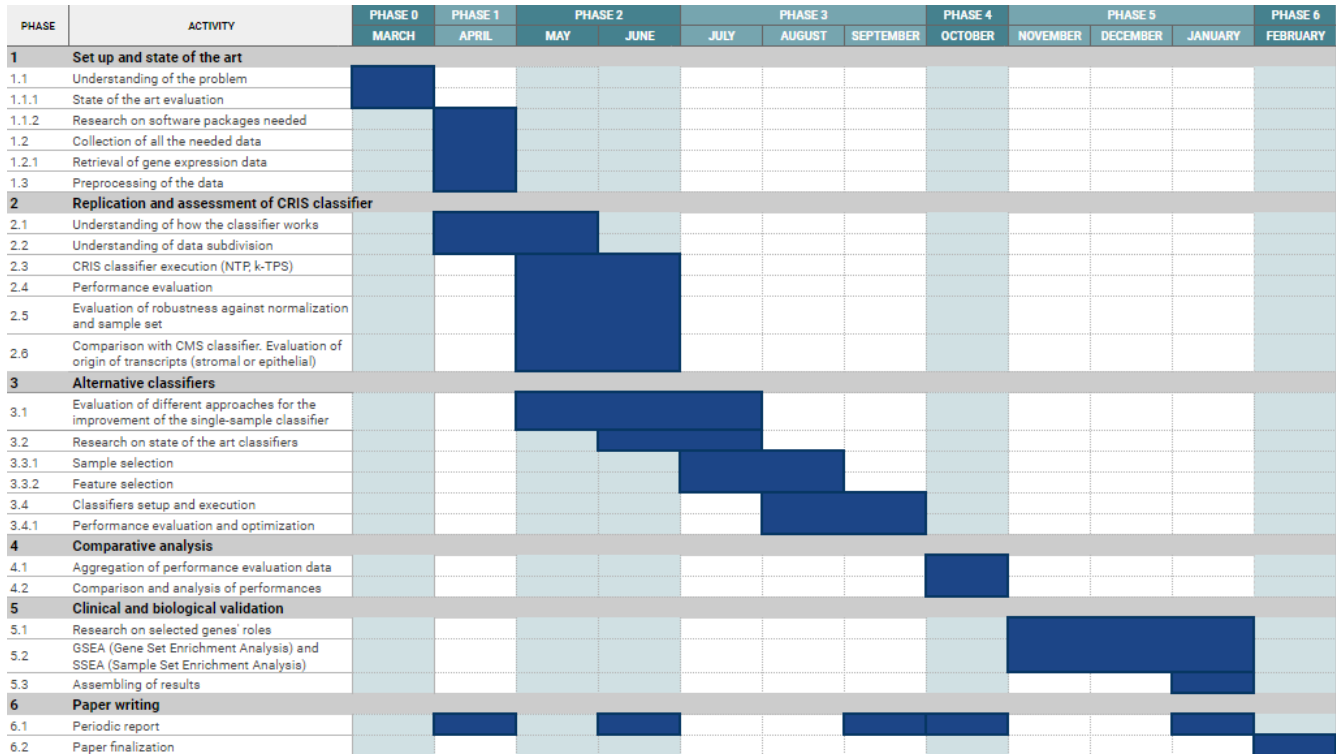 PHASE ACTIVITY PHASE 0 PHASE 1 PHASE 2 PHASE 3 PHASE 4 PHASE 5 PHASE 6
MARCH APRIL MAY JUNE JULY AUGUST SEPTEMBER OCTOBER NOVEMBER DECEMBER JANUARY FEBRUARY
1 Set up and state of the art
1.1 Understanding of the problem
1.1.1 State of the art evaluation
1.1.2 Research on software packages needed
1.2 Collection of all the needed data
1.2.1 Retrieval of gene expression data
1.3 Preprocessing of the data
2 Replication and assessment of CRIS classifier
2.1 Understanding of how the classifier works
2.2 Understanding of data subdivision
2.3 CRIS classifier execution (NTP, k-TPS)
2.4 Performance evaluation
2.5 Evaluation of robustness against normalization
and sample set
2.6 Comparison with CMS classifier. Evaluation of
origin of transcripts (stromal or epithelial)
3 Alternative classifiers
3.1 Evaluation of different approaches for the
improvement of the single-sample classifier
3.2 Research on state of the art classifiers
3.3.1 Sample selection
3.3.2 Feature selection
3.4 Classifiers setup and execution
3.4.1 Performance evaluation and optimization
4 Comparative analysis
4.1 Aggregation of performance evaluation data
4.2 Comparison and analysis of performances
5 Clinical and biological validation
5.1 Research on selected genes' roles
5.2 GSEA (Gene Set Enrichment Analysis) and
SSEA (Sample Set Enrichment Analysis)
5.3 Assembling of results
6 Paper writing
6.1 Periodic report
6.2 Paper finalization